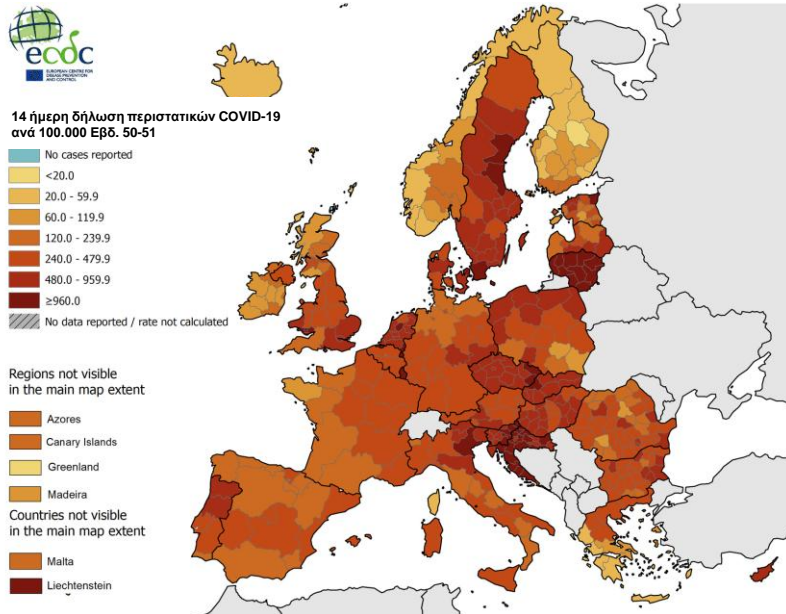 ecdc
EUROPEAN CENTRE FOR
DISEASE PREVENTION
AND CONTROL
14 ήμερη δήλωση περιστατικών COVID-19
ανά 100.000 Εβδ. 50-51
No cases reported
<20.0
20.0 - 59.9
60.0 - 119.9
120.0 - 239.9
240.0 - 479.9
480.0 - 959.9
≥960.0
No data reported / rate not calculated
Regions not visible
in the main map extent
Azores
Canary Islands
Greenland
Madeira
Countries not visible
in the main map extent
Malta
Liechtenstein